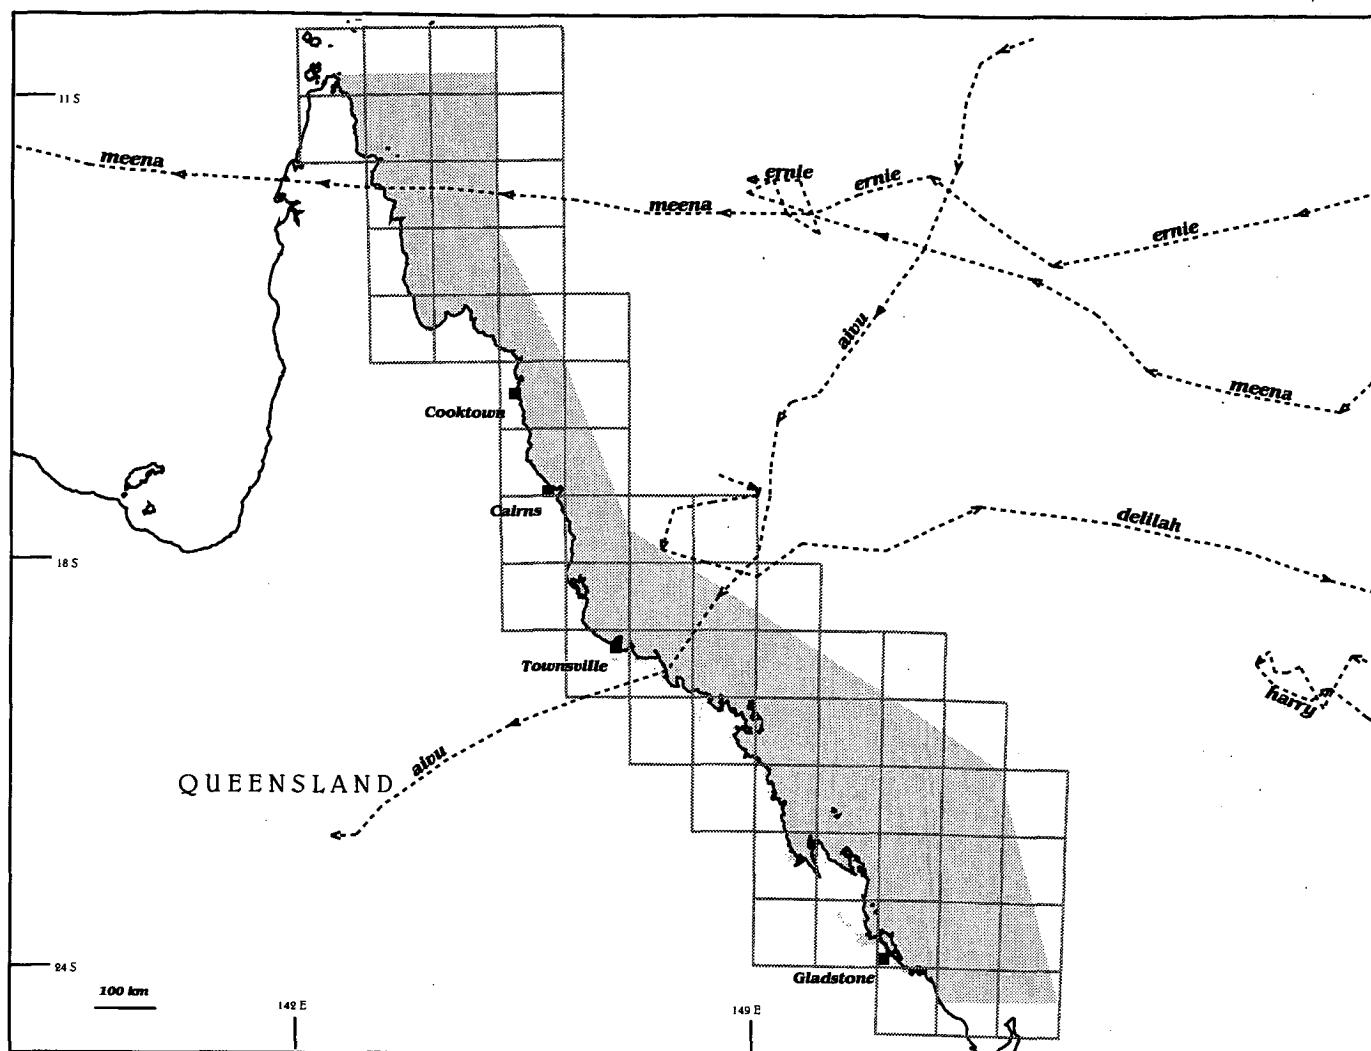 11 S
meena
ernie
ernie
meena
ernie
aivu
meena
Cooktown
Cairns
delilah
18 S
Townsville
harry
aivu
QUEENSLAND
24 S
Gladstone
100 km
142 E
149 E